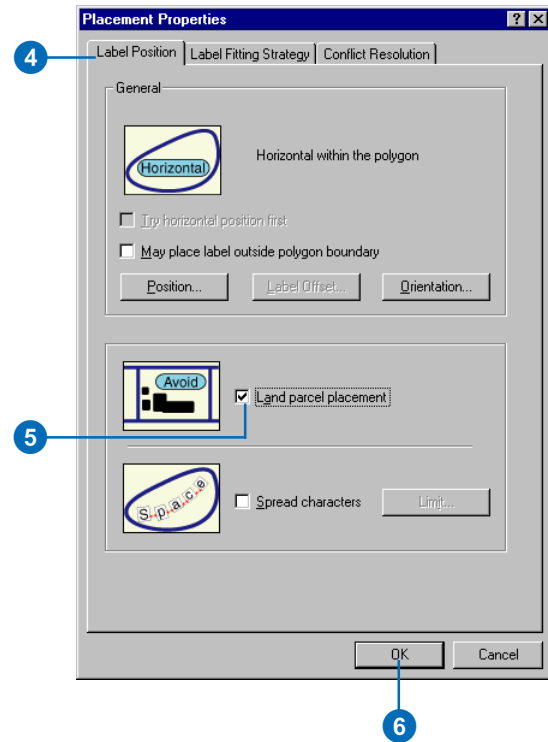 Placement Properties
4
Label Position
Label Fitting Strategy
Conflict Resolution
General
Horizontal
Horizontal within the polygon
Try horizontal position first
May place label outside polygon boundary
Position...
Label Offset...
Orientation...
Avoid
Land parcel placement
5
Space
Spread characters
Limit...
OK
Cancel
6